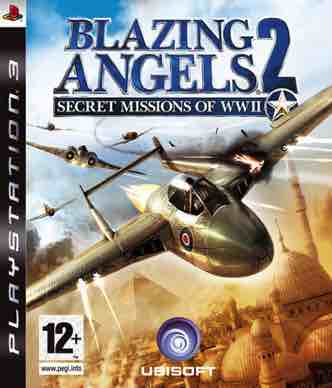 PLAYSTATION 3
BLAZING
ANGELS 2
SECRET MISSIONS OF WWII
12+
www.pegi.info
UBISOFT